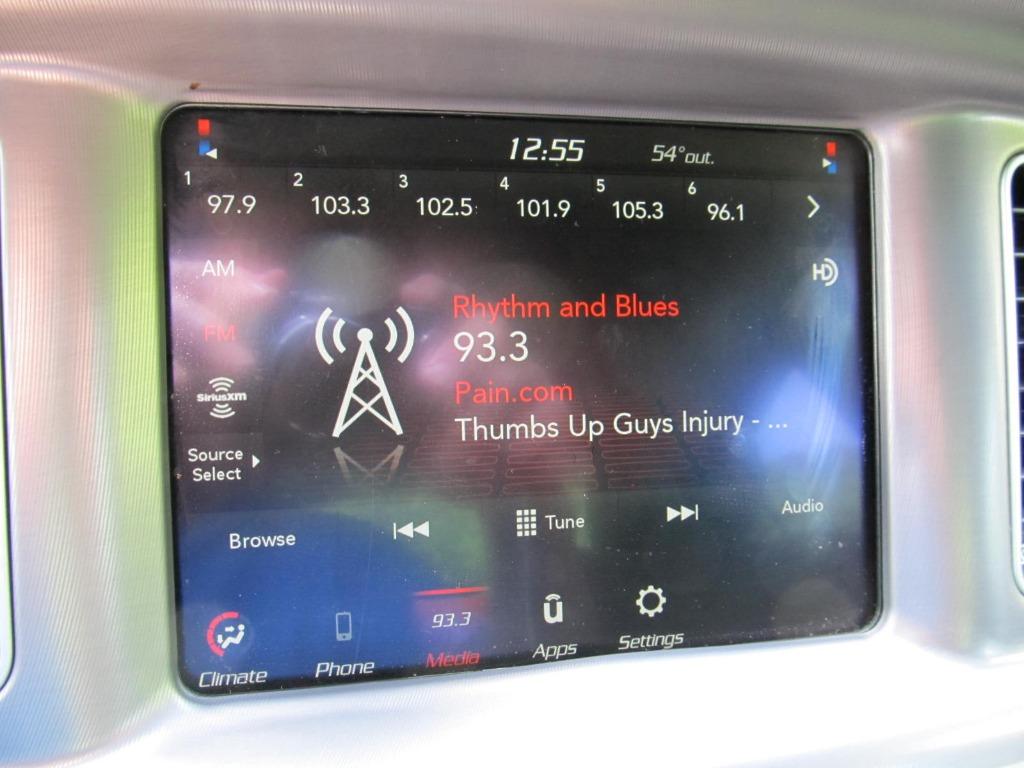 12:55 54°out.
1 2 3 4 5 6
97.9 103.3 102.5 101.9 105.3 96.1
AM
HD
Rhythm and Blues
FM
93.3
Pain.com
SiriusXM
Thumbs Up Guys Injury - ...
Source
Select
Browse
Tune
Audio
93.3
Climate Phone Media Apps Settings